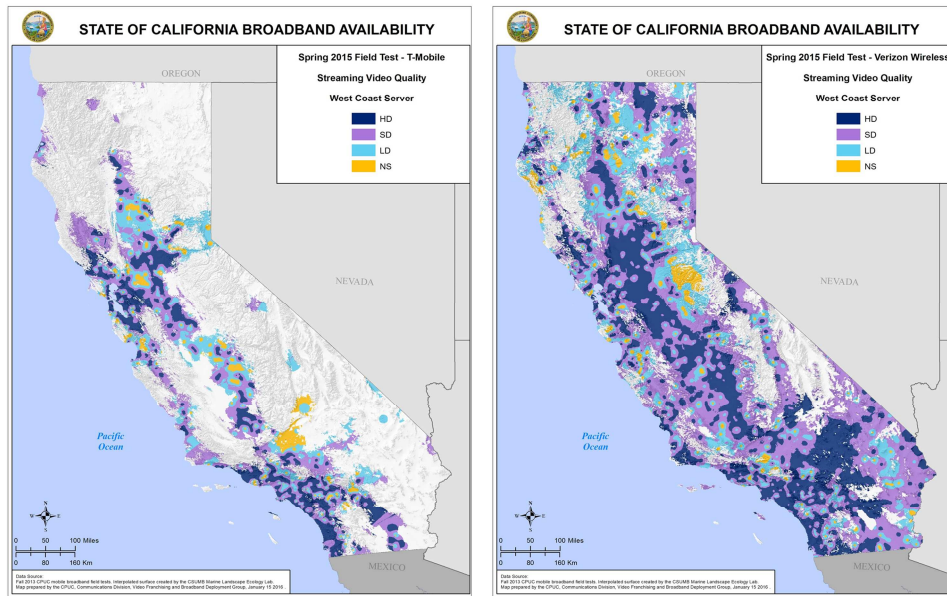 STATE OF CALIFORNIA BROADBAND AVAILABILITY
Spring 2015 Field Test - T-Mobile
Streaming Video Quality
West Coast Server
HD
SD
LD
NS
OREGON
NEVADA
Pacific
Ocean
MEXICO
N
W E
S
0 50 100 Miles
0 80 160 Km
Data Source:
Fall 2013 CPUC mobile broadband field tests. Interpolated surface created by the CSUMB Marine Landscape Ecology Lab.
Map prepared by the CPUC, Communications Division, Video Franchising and Broadband Deployment Group. January 15 2016.
STATE OF CALIFORNIA BROADBAND AVAILABILITY
Spring 2015 Field Test - Verizon Wireless
Streaming Video Quality
West Coast Server
HD
SD
LD
NS
OREGON
NEVADA
Pacific
Ocean
MEXICO
N
W E
S
0 50 100 Miles
0 80 160 Km
Data Source:
Fall 2013 CPUC mobile broadband field tests. Interpolated surface created by the CSUMB Marine Landscape Ecology Lab.
Map prepared by the CPUC, Communications Division, Video Franchising and Broadband Deployment Group. January 15 2016.